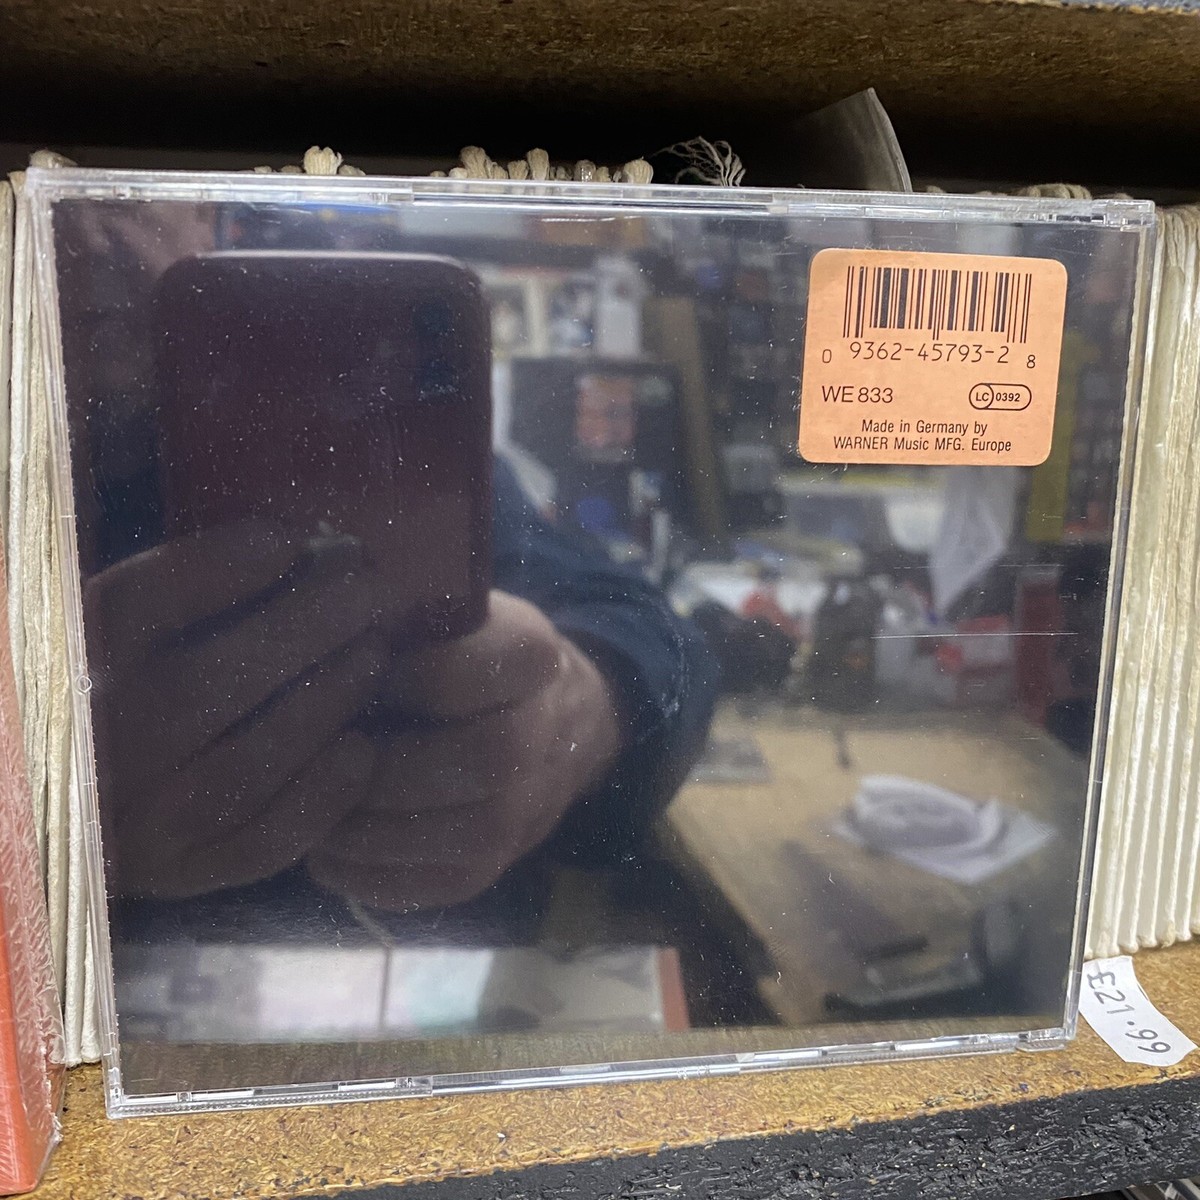 0 9362-45793-2 8
WE 833 LC 0392
Made in Germany by
WARNER Music MFG. Europe
£21.99